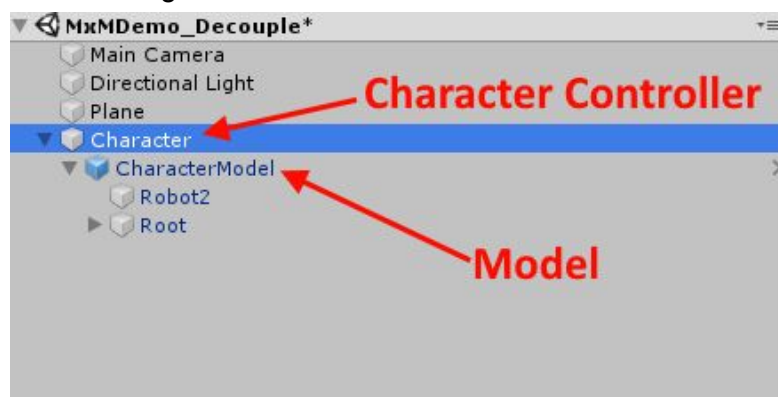 MxMDemo_Decouple*
Main Camera
Directional Light
Plane
Character Controller
Character
CharacterModel
Robot2
Root
Model